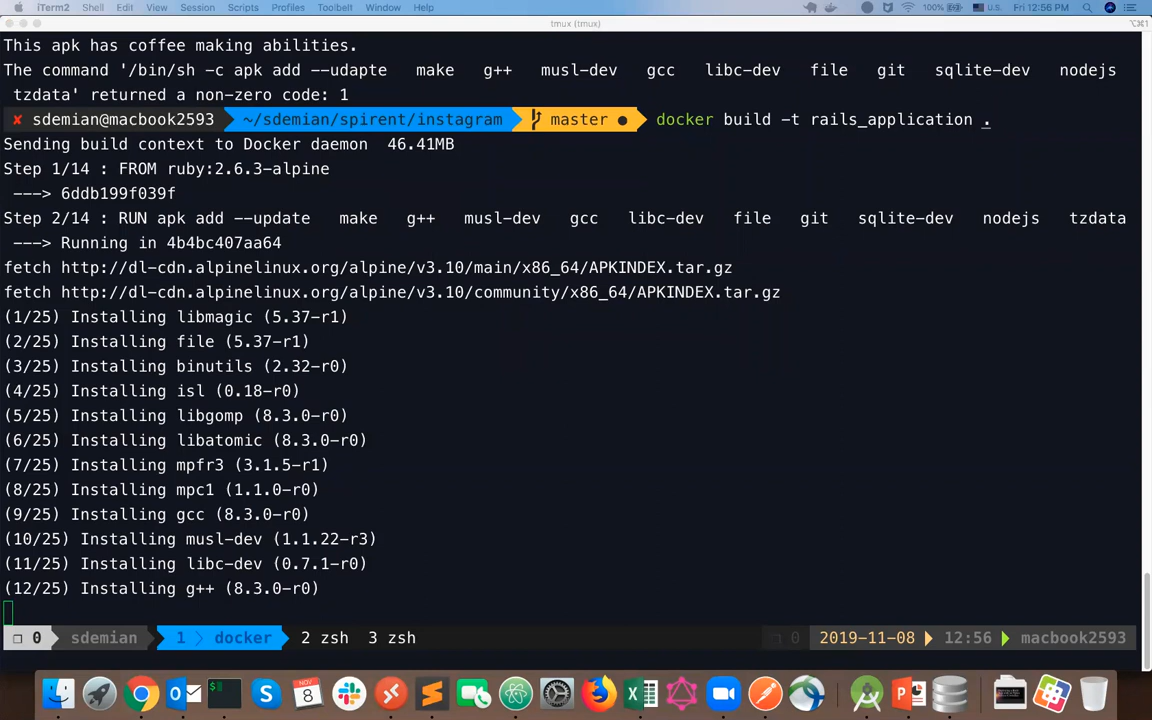 iTerm2 Shell Edit View Session Scripts Profiles Toolbelt Window Help 100% U.S. Fri 12:56 PM
tmux (tmux) ⌥⌘1
This apk has coffee making abilities.
The command '/bin/sh -c apk add --udapte   make   g++   musl-dev   gcc   libc-dev   file   git   sqlite-dev   nodejs
tzdata' returned a non-zero code: 1
✘ sdemian@macbook2593 ~/sdemian/spirent/instagram master ● docker build -t rails_application .
Sending build context to Docker daemon  46.41MB
Step 1/14 : FROM ruby:2.6.3-alpine
---> 6ddb199f039f
Step 2/14 : RUN apk add --update   make   g++   musl-dev   gcc   libc-dev   file   git   sqlite-dev   nodejs   tzdata
---> Running in 4b4bc407aa64
fetch http://dl-cdn.alpinelinux.org/alpine/v3.10/main/x86_64/APKINDEX.tar.gz
fetch http://dl-cdn.alpinelinux.org/alpine/v3.10/community/x86_64/APKINDEX.tar.gz
(1/25) Installing libmagic (5.37-r1)
(2/25) Installing file (5.37-r1)
(3/25) Installing binutils (2.32-r0)
(4/25) Installing isl (0.18-r0)
(5/25) Installing libgomp (8.3.0-r0)
(6/25) Installing libatomic (8.3.0-r0)
(7/25) Installing mpfr3 (3.1.5-r1)
(8/25) Installing mpc1 (1.1.0-r0)
(9/25) Installing gcc (8.3.0-r0)
(10/25) Installing musl-dev (1.1.22-r3)
(11/25) Installing libc-dev (0.7.1-r0)
(12/25) Installing g++ (8.3.0-r0)
❐ 0 sdemian 1 docker 2 zsh 3 zsh ❐ 0 2019-11-08 12:56 macbook2593
NOV
8